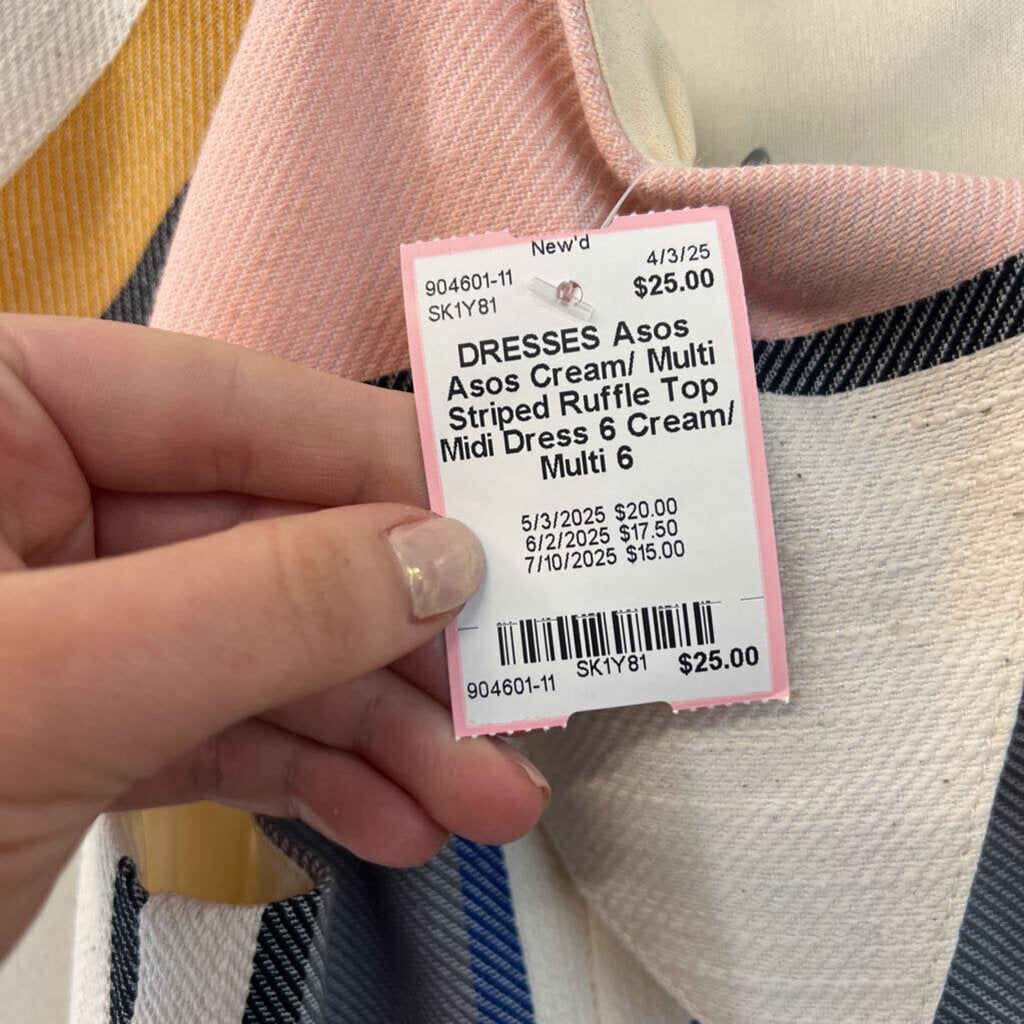 New'd
904601-11 4/3/25
SK1Y81 $25.00
DRESSES Asos
Asos Cream/ Multi
Striped Ruffle Top
Midi Dress 6 Cream/
Multi 6
5/3/2025 $20.00
6/2/2025 $17.50
7/10/2025 $15.00
904601-11 SK1Y81 $25.00